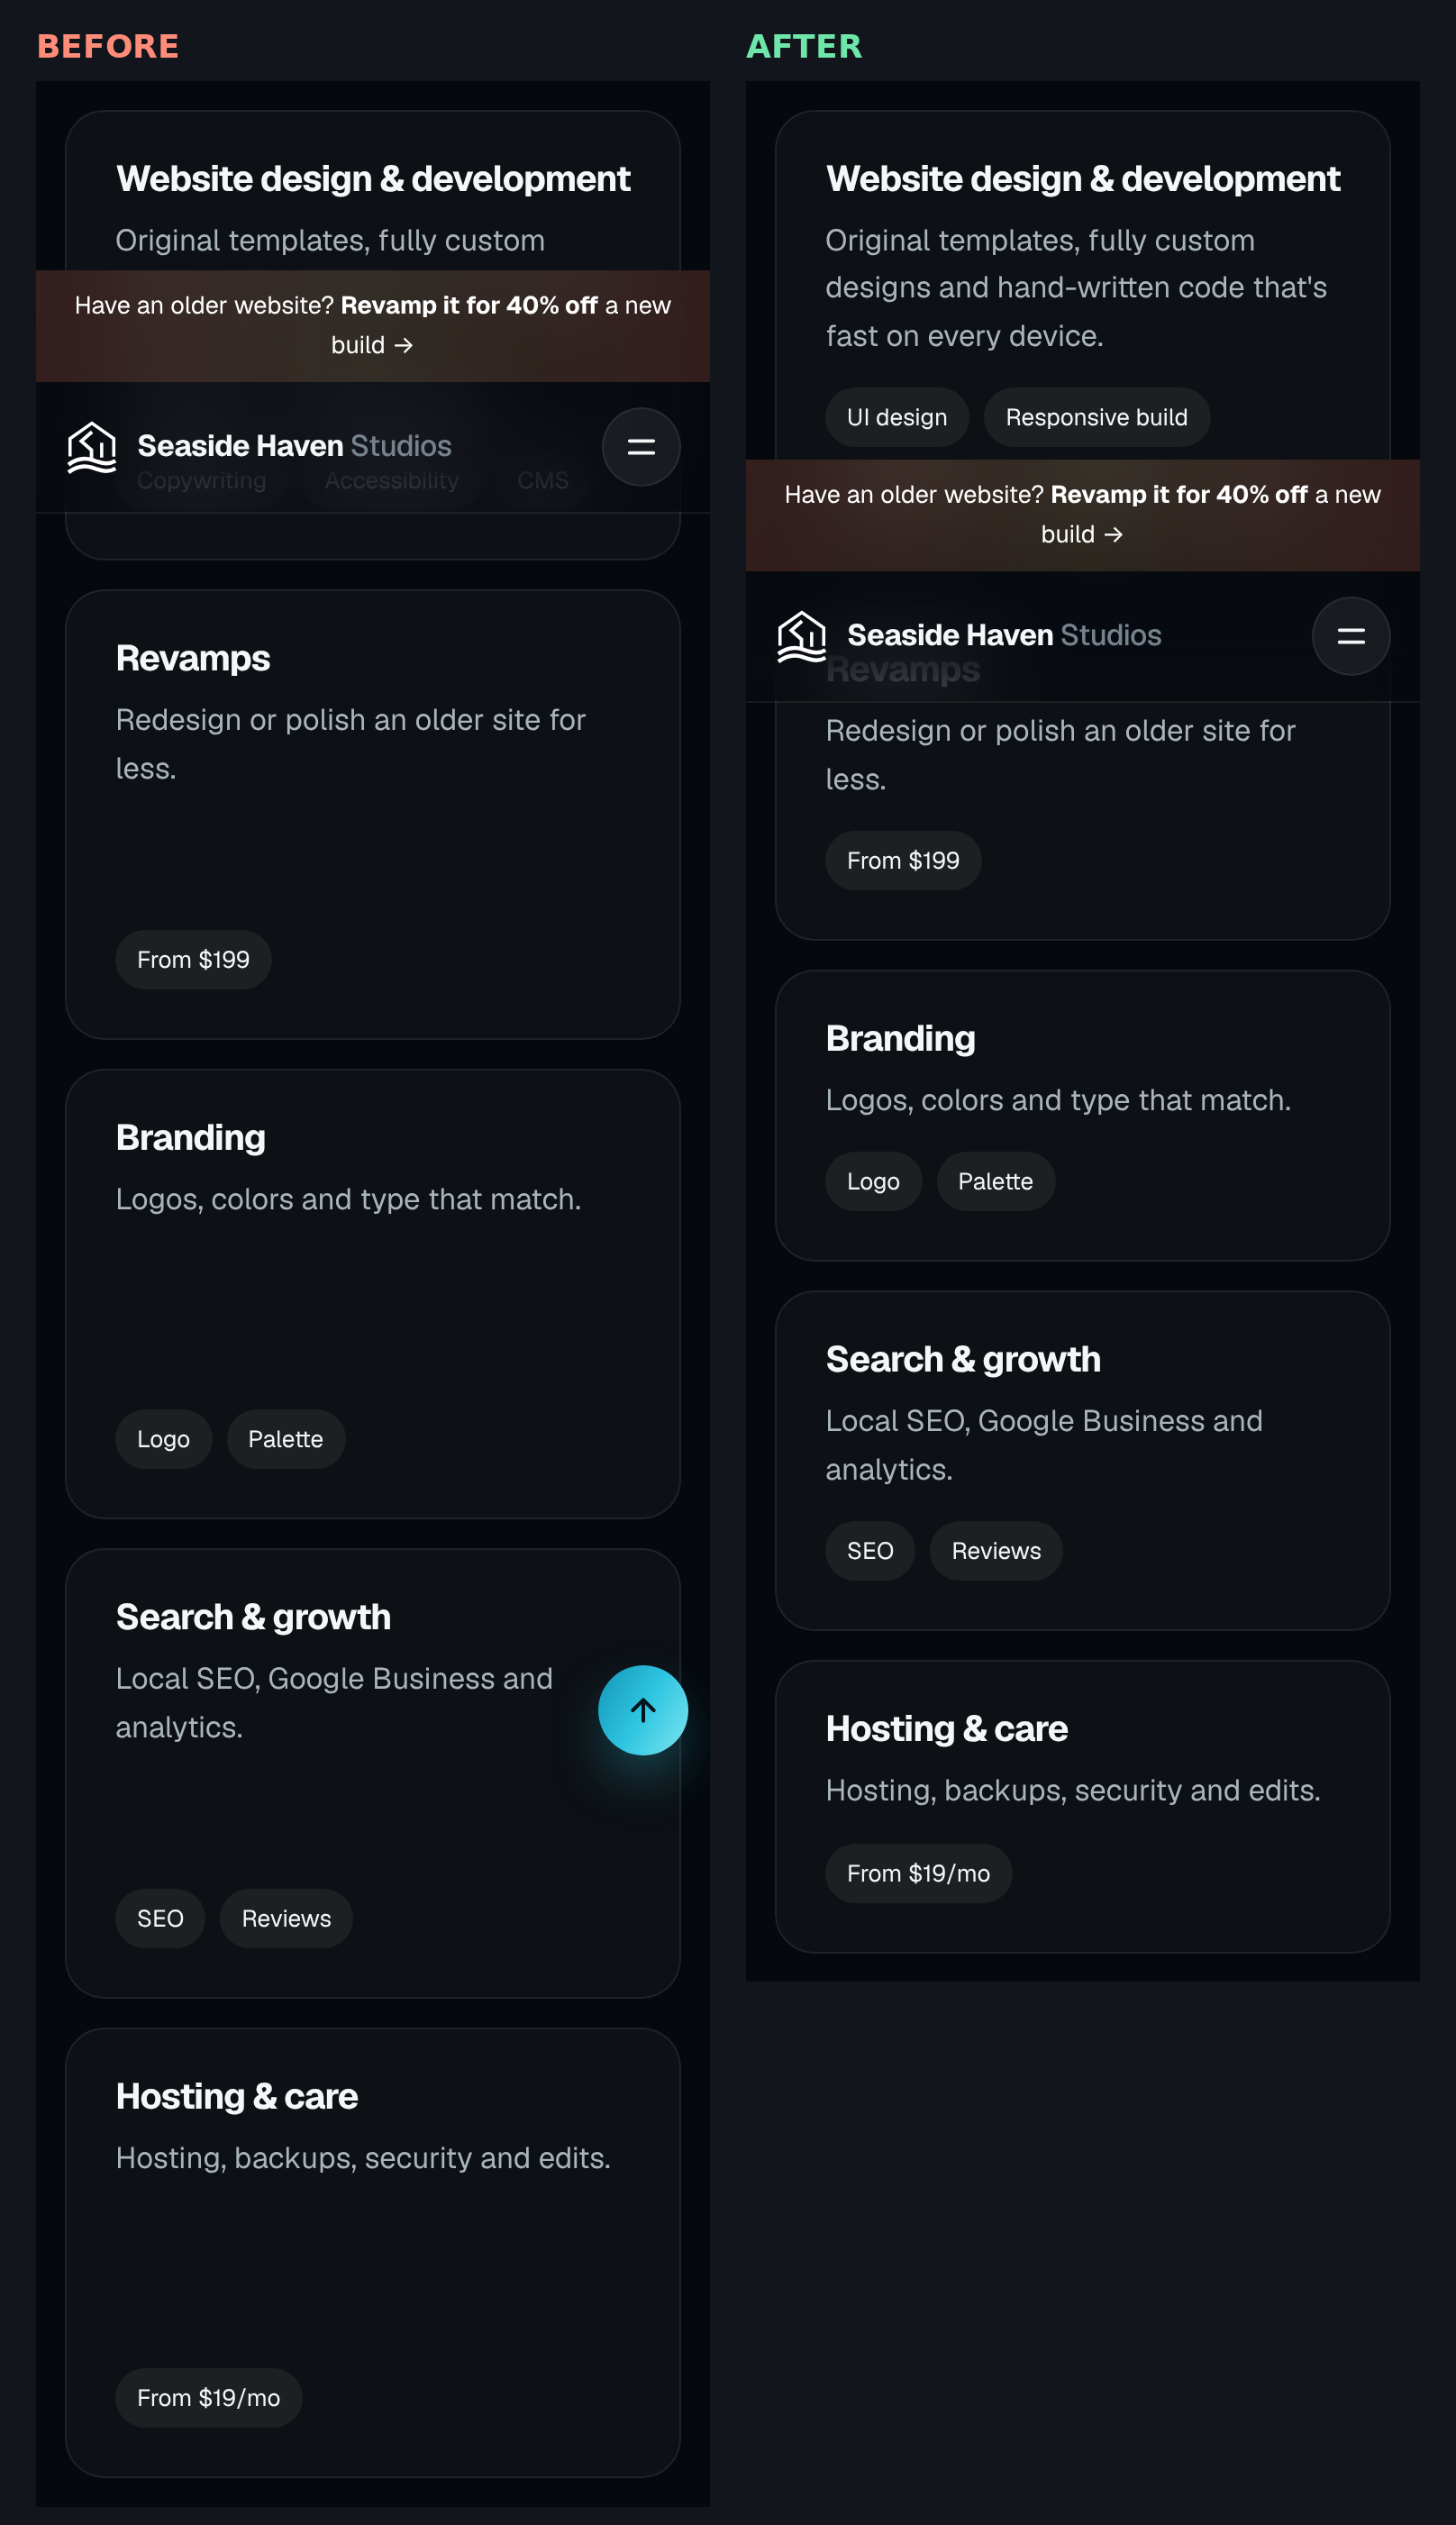 BEFORE
Website design & development
Original templates, fully custom
Have an older website? Revamp it for 40% off a new
build →
Seaside Haven Studios
Copywriting
Accessibility
CMS
Revamps
Redesign or polish an older site for
less.
From $199
Branding
Logos, colors and type that match.
Logo
Palette
Search & growth
Local SEO, Google Business and
analytics.
SEO
Reviews
Hosting & care
Hosting, backups, security and edits.
From $19/mo
AFTER
Website design & development
Original templates, fully custom
designs and hand-written code that's
fast on every device.
UI design
Responsive build
Have an older website? Revamp it for 40% off a new
build →
Seaside Haven Studios
Revamps
Redesign or polish an older site for
less.
From $199
Branding
Logos, colors and type that match.
Logo
Palette
Search & growth
Local SEO, Google Business and
analytics.
SEO
Reviews
Hosting & care
Hosting, backups, security and edits.
From $19/mo